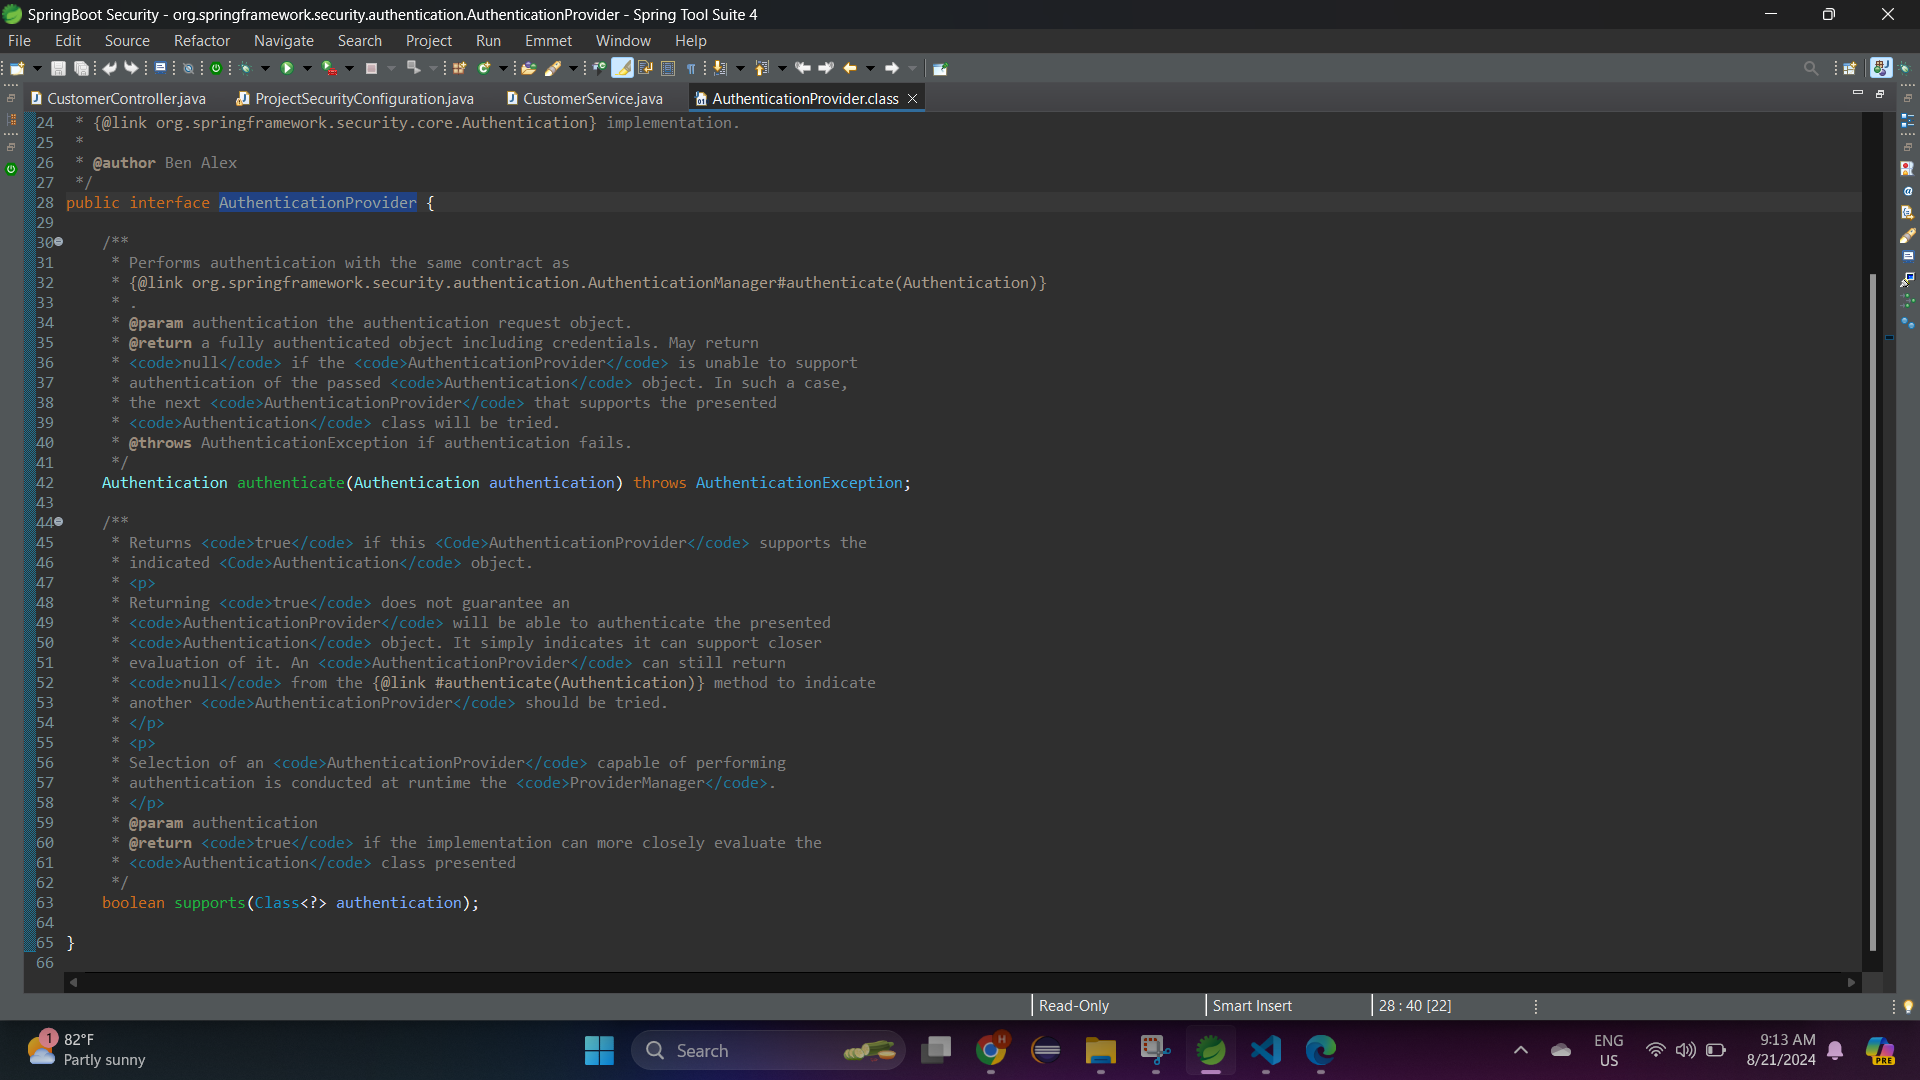 SpringBoot Security - org.springframework.security.authentication.AuthenticationProvider - Spring Tool Suite 4
File Edit Source Refactor Navigate Search Project Run Emmet Window Help
CustomerController.java ProjectSecurityConfiguration.java CustomerService.java AuthenticationProvider.class
24 * {@link org.springframework.security.core.Authentication} implementation.
25 *
26 * @author Ben Alex
27 */
28 public interface AuthenticationProvider {
29
30 /**
31 * Performs authentication with the same contract as
32 * {@link org.springframework.security.authentication.AuthenticationManager#authenticate(Authentication)}
33 * .
34 * @param authentication the authentication request object.
35 * @return a fully authenticated object including credentials. May return
36 * <code>null</code> if the <code>AuthenticationProvider</code> is unable to support
37 * authentication of the passed <code>Authentication</code> object. In such a case,
38 * the next <code>AuthenticationProvider</code> that supports the presented
39 * <code>Authentication</code> class will be tried.
40 * @throws AuthenticationException if authentication fails.
41 */
42 Authentication authenticate(Authentication authentication) throws AuthenticationException;
43
44 /**
45 * Returns <code>true</code> if this <Code>AuthenticationProvider</code> supports the
46 * indicated <Code>Authentication</code> object.
47 * <p>
48 * Returning <code>true</code> does not guarantee an
49 * <code>AuthenticationProvider</code> will be able to authenticate the presented
50 * <code>Authentication</code> object. It simply indicates it can support closer
51 * evaluation of it. An <code>AuthenticationProvider</code> can still return
52 * <code>null</code> from the {@link #authenticate(Authentication)} method to indicate
53 * another <code>AuthenticationProvider</code> should be tried.
54 * </p>
55 * <p>
56 * Selection of an <code>AuthenticationProvider</code> capable of performing
57 * authentication is conducted at runtime the <code>ProviderManager</code>.
58 * </p>
59 * @param authentication
60 * @return <code>true</code> if the implementation can more closely evaluate the
61 * <code>Authentication</code> class presented
62 */
63 boolean supports(Class<?> authentication);
64
65 }
66
Read-Only Smart Insert 28 : 40 [22]
1 82°F
Partly sunny
Search
ENG
US
9:13 AM
8/21/2024
PRE